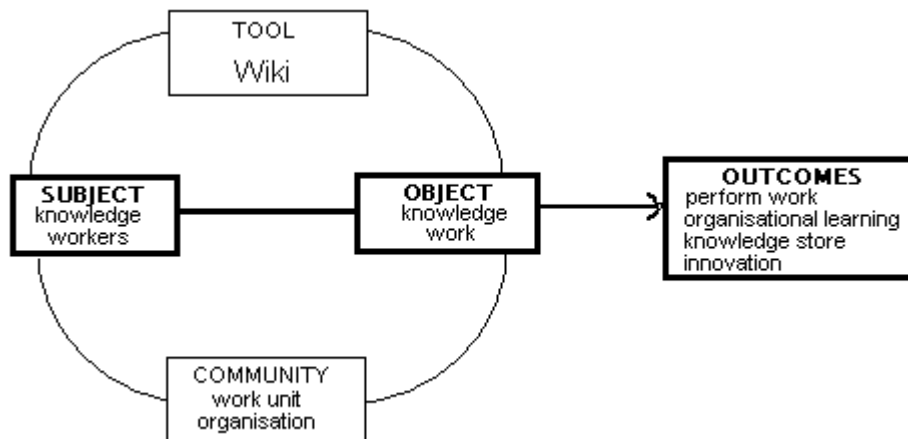 TOOL
Wiki
SUBJECT
knowledge
workers
OBJECT
knowledge
work
OUTCOMES
perform work
organisational learning
knowledge store
innovation
COMMUNITY
work unit
organisation